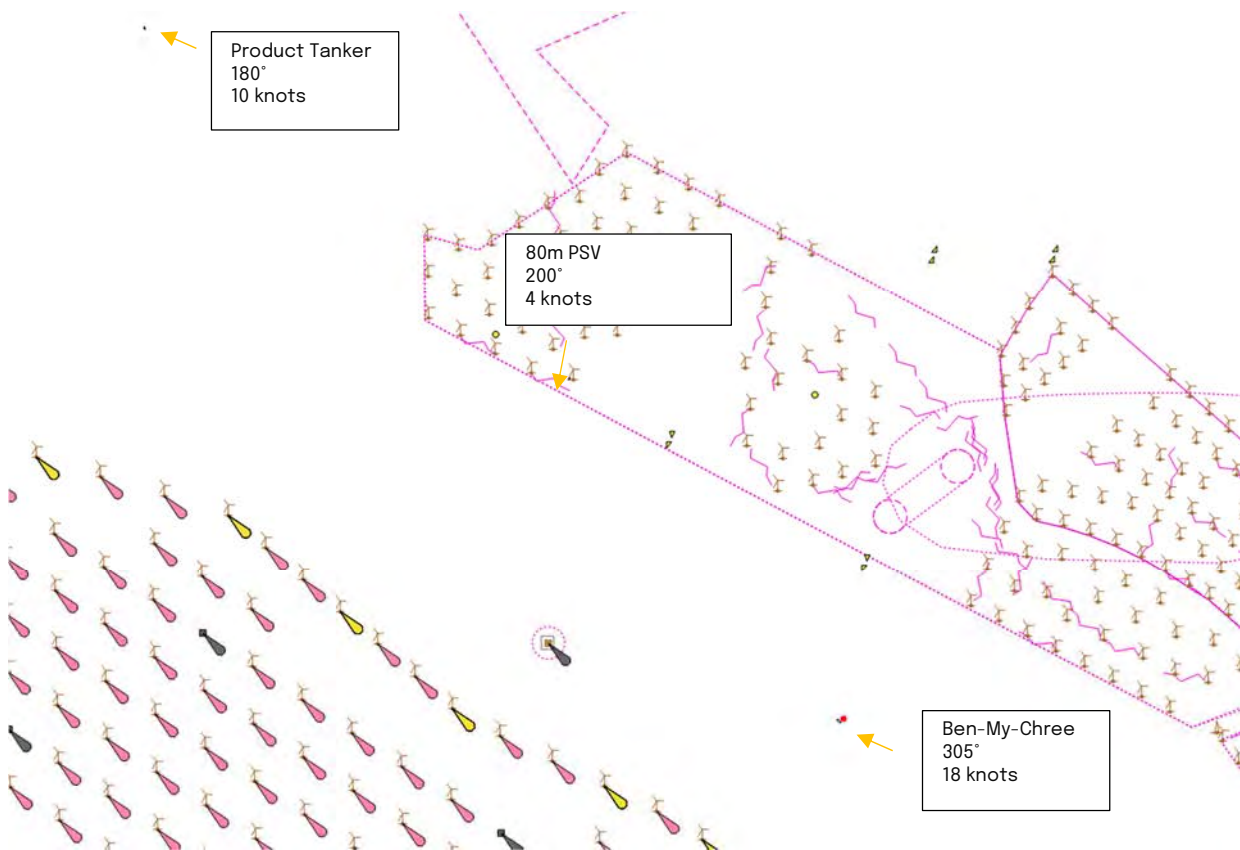 Product Tanker
180°
10 knots
80m PSV
200°
4 knots
Ben-My-Chree
305°
18 knots